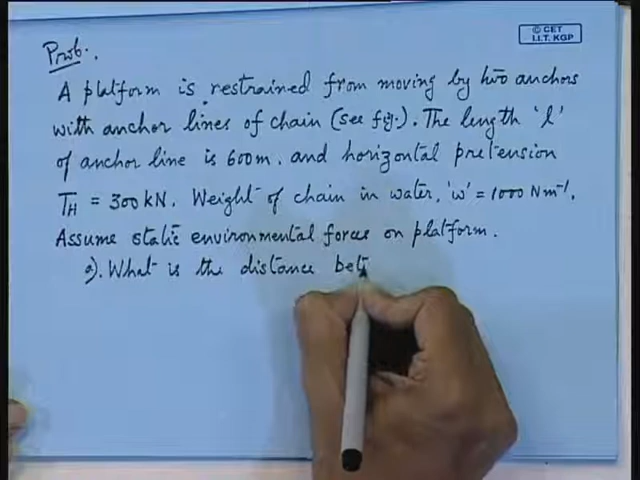 © CET
I.I.T. KGP
Prob.
A platform is restrained from moving by two anchors
with anchor lines of chain (see fig.). The length 'l'
of anchor line is 600m. and horizontal pretension
T_H = 300 kN. Weight of chain in water, 'w' = 1000 Nm⁻¹.
Assume static environmental forces on platform.
a). What is the distance bet